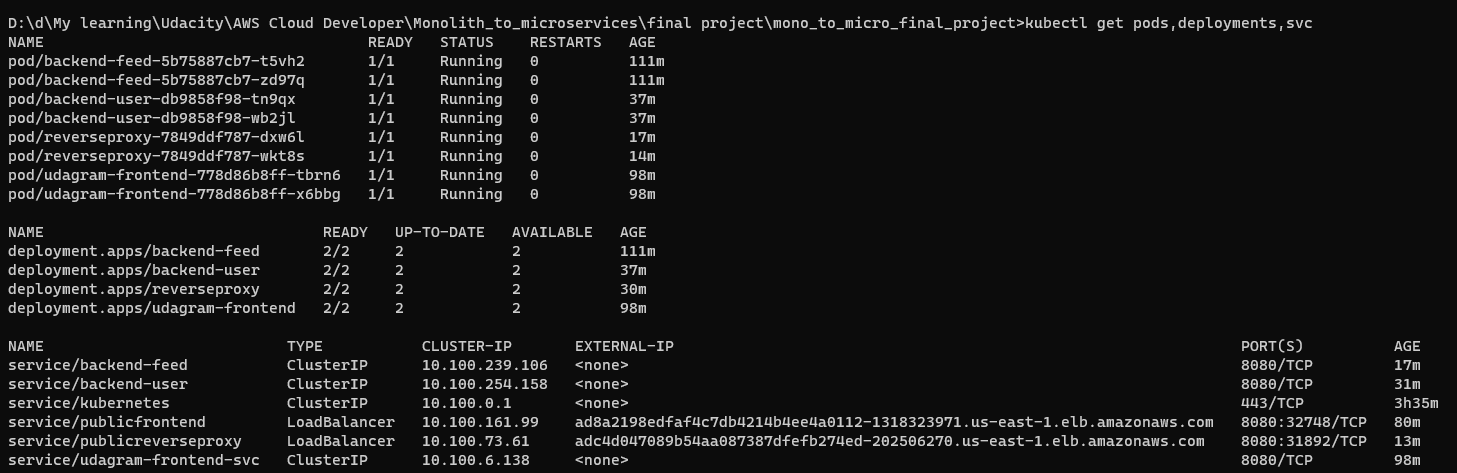 D:\d\My learning\Udacity\AWS Cloud Developer\Monolith_to_microservices\final project\mono_to_micro_final_project>kubectl get pods,deployments,svc
NAME READY STATUS RESTARTS AGE
pod/backend-feed-5b75887cb7-t5vh2 1/1 Running 0 111m
pod/backend-feed-5b75887cb7-zd97q 1/1 Running 0 111m
pod/backend-user-db9858f98-tn9qx 1/1 Running 0 37m
pod/backend-user-db9858f98-wb2jl 1/1 Running 0 37m
pod/reverseproxy-7849ddf787-dxw6l 1/1 Running 0 17m
pod/reverseproxy-7849ddf787-wkt8s 1/1 Running 0 14m
pod/udagram-frontend-778d86b8ff-tbrn6 1/1 Running 0 98m
pod/udagram-frontend-778d86b8ff-x6bbg 1/1 Running 0 98m
NAME READY UP-TO-DATE AVAILABLE AGE
deployment.apps/backend-feed 2/2 2 2 111m
deployment.apps/backend-user 2/2 2 2 37m
deployment.apps/reverseproxy 2/2 2 2 30m
deployment.apps/udagram-frontend 2/2 2 2 98m
NAME TYPE CLUSTER-IP EXTERNAL-IP PORT(S) AGE
service/backend-feed ClusterIP 10.100.239.106 <none> 8080/TCP 17m
service/backend-user ClusterIP 10.100.254.158 <none> 8080/TCP 31m
service/kubernetes ClusterIP 10.100.0.1 <none> 443/TCP 3h35m
service/publicfrontend LoadBalancer 10.100.161.99 ad8a2198edfaf4c7db4214b4ee4a0112-1318323971.us-east-1.elb.amazonaws.com 8080:32748/TCP 80m
service/publicreverseproxy LoadBalancer 10.100.73.61 adc4d047089b54aa087387dfefb274ed-202506270.us-east-1.elb.amazonaws.com 8080:31892/TCP 13m
service/udagram-frontend-svc ClusterIP 10.100.6.138 <none> 8080/TCP 98m